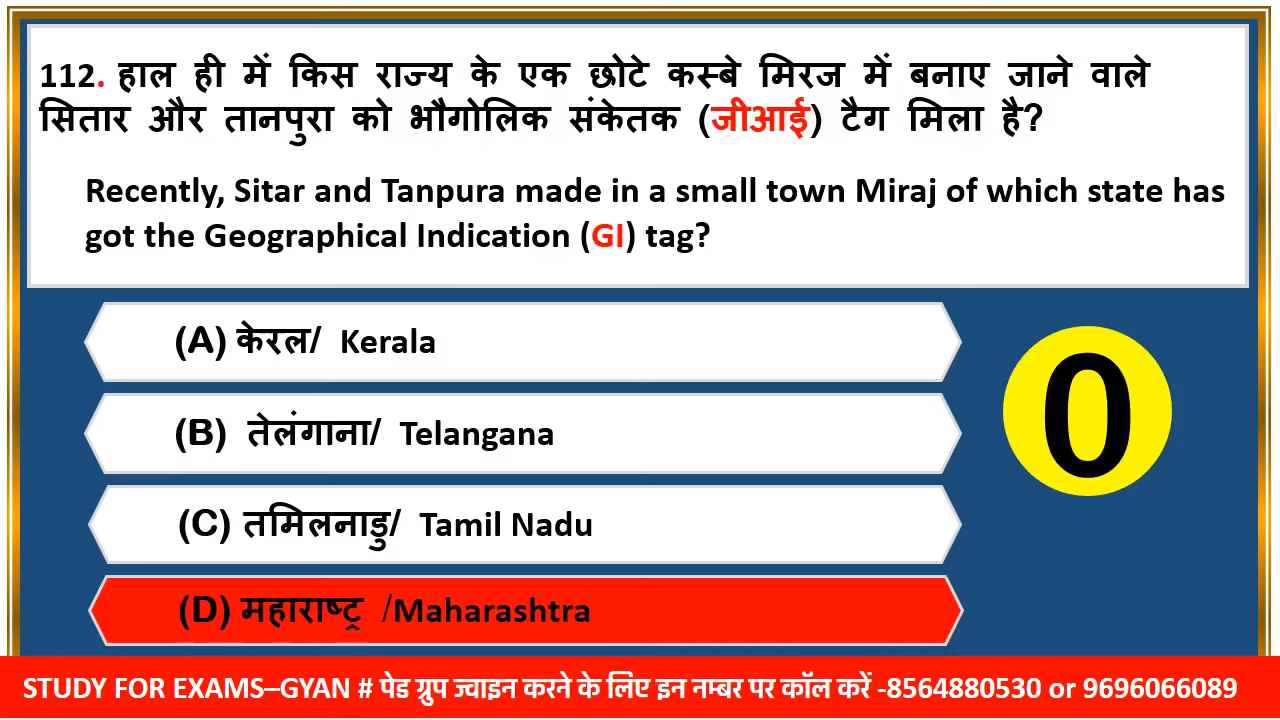 112. हाल ही में किस राज्य के एक छोटे कस्बे मिरज में बनाए जाने वाले
सितार और तानपुरा को भौगोलिक संकेतक (जीआई) टैग मिला है?
Recently, Sitar and Tanpura made in a small town Miraj of which state has
got the Geographical Indication (GI) tag?
(A) केरल/ Kerala
(B) तेलंगाना/ Telangana
(C) तमिलनाडु/ Tamil Nadu
(D) महाराष्ट्र /Maharashtra
0
STUDY FOR EXAMS–GYAN # पेड ग्रुप ज्वाइन करने के लिए इन नम्बर पर कॉल करें -8564880530 or 9696066089